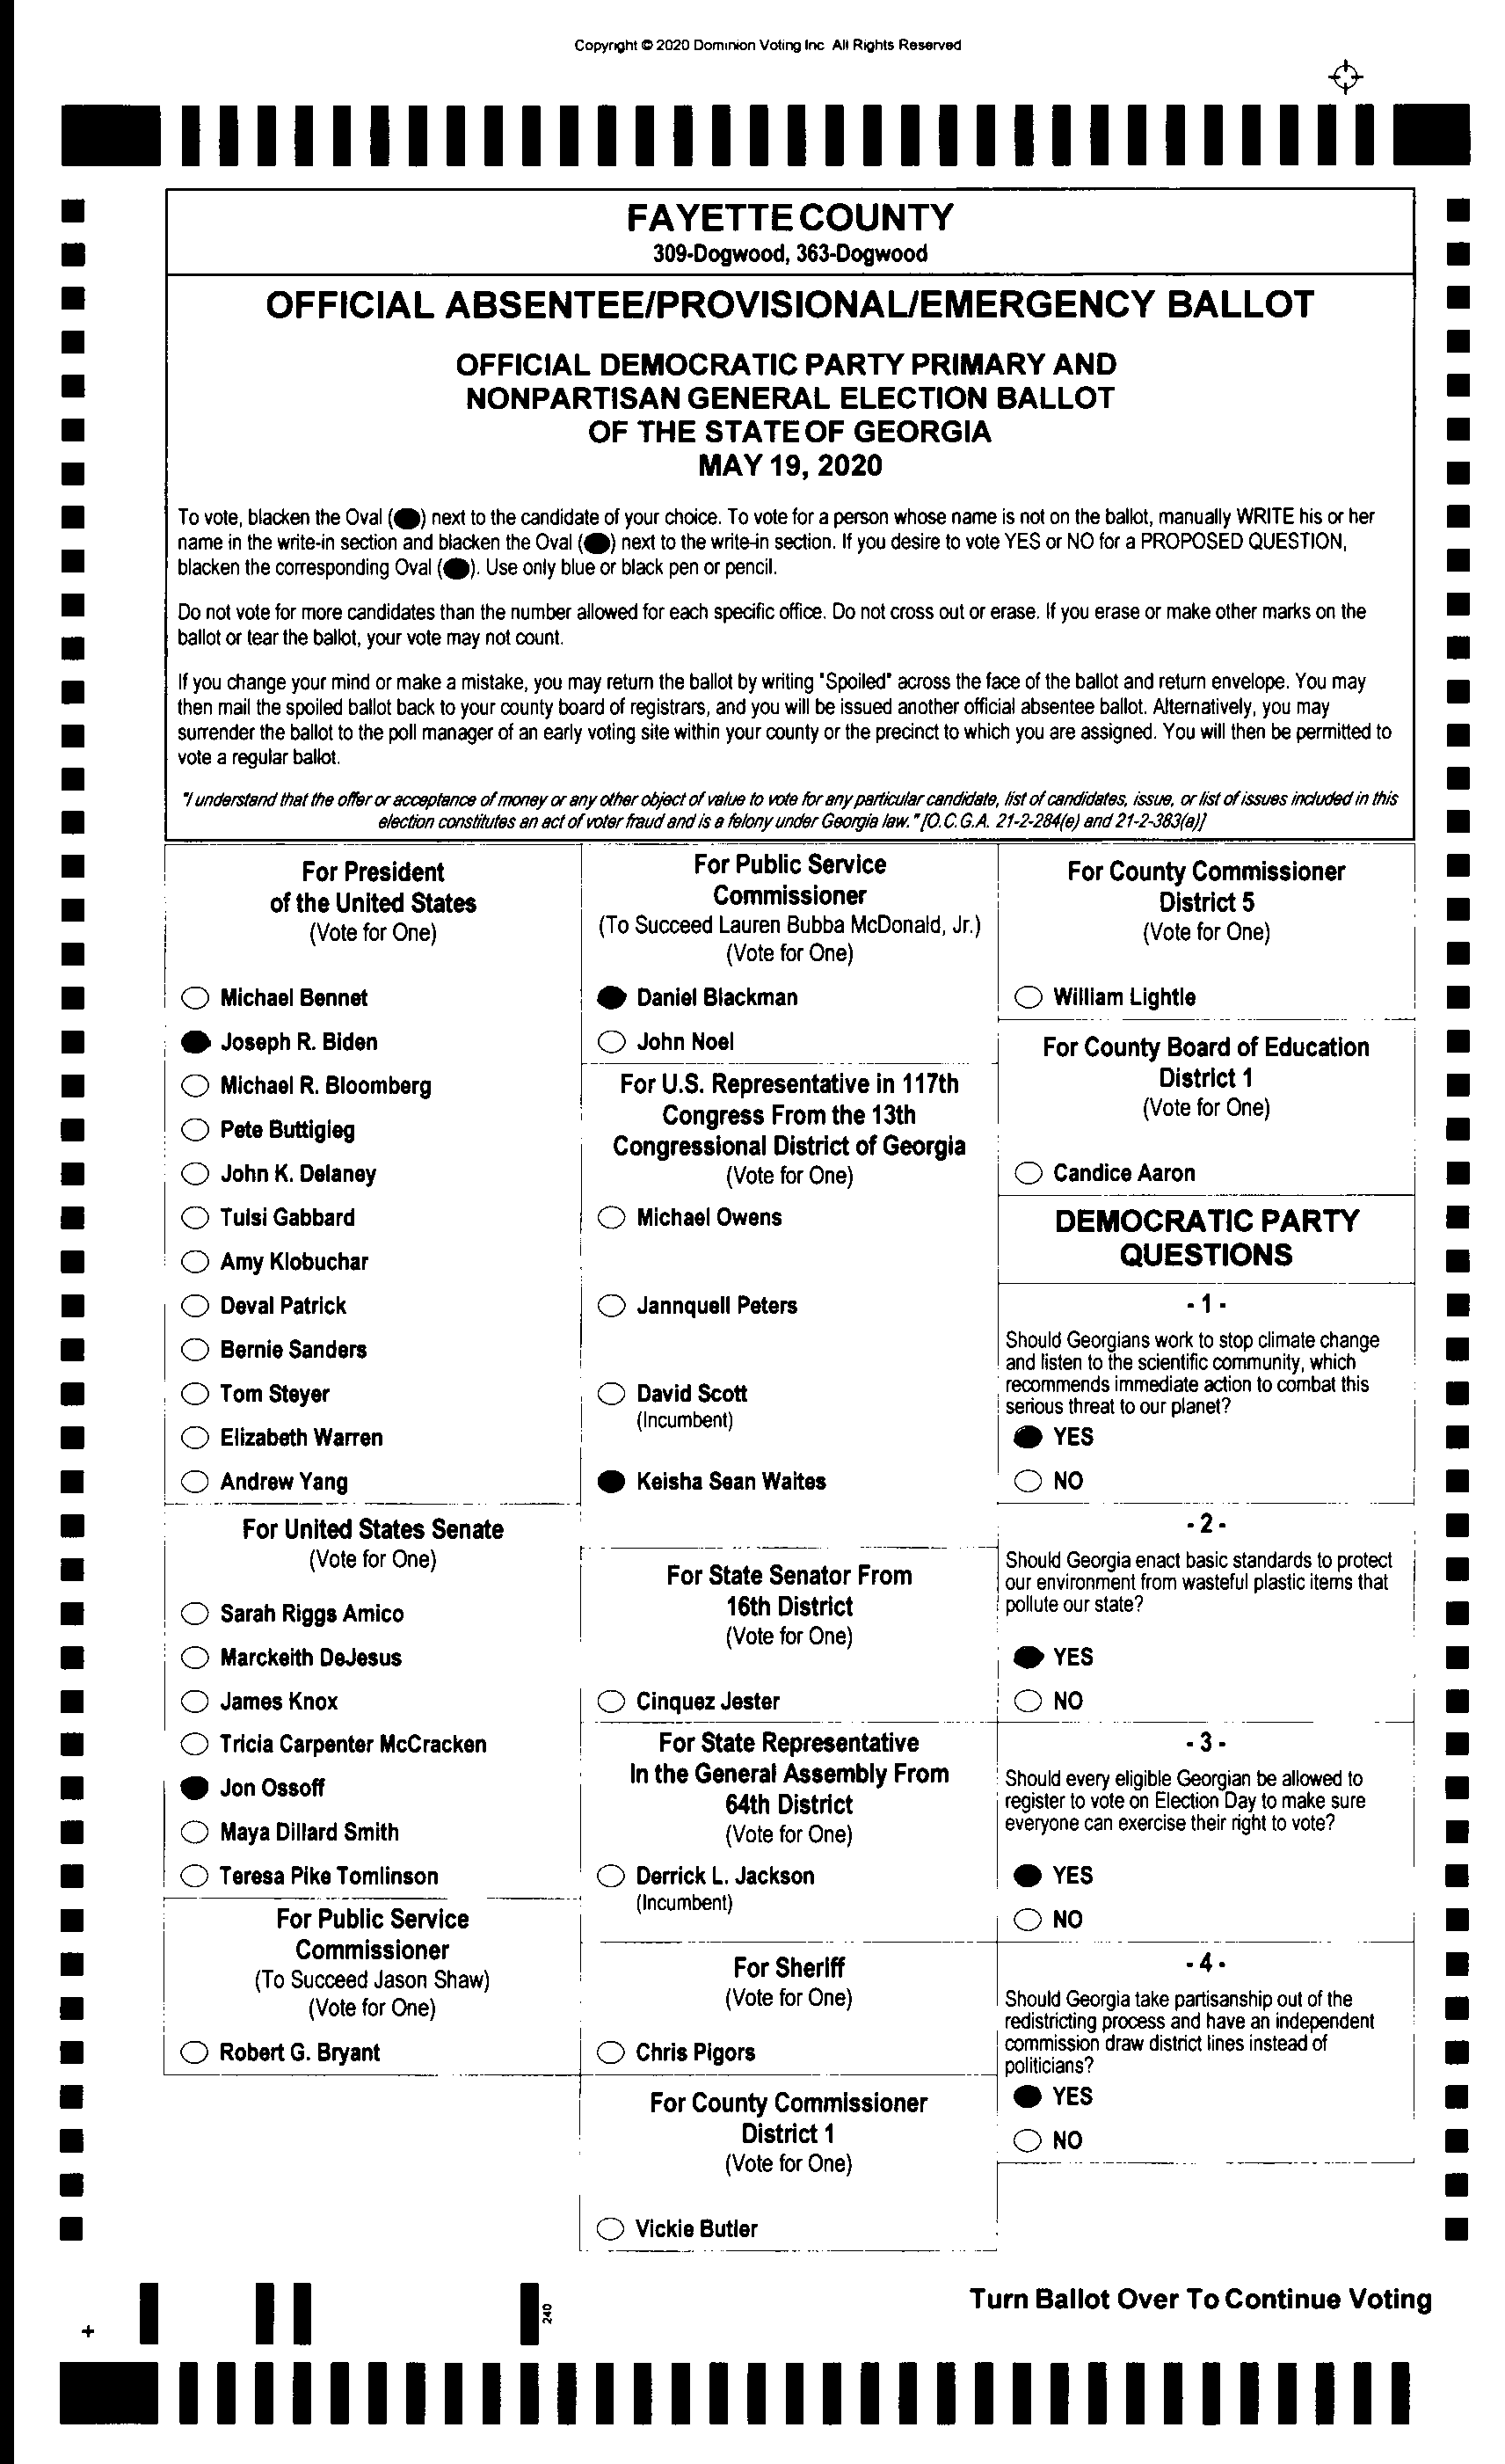 Copyright © 2020 Dominion Voting Inc All Rights Reserved
FAYETTE COUNTY
309-Dogwood, 363-Dogwood
OFFICIAL ABSENTEE/PROVISIONAL/EMERGENCY BALLOT
OFFICIAL DEMOCRATIC PARTY PRIMARY AND
NONPARTISAN GENERAL ELECTION BALLOT
OF THE STATE OF GEORGIA
MAY 19, 2020
To vote, blacken the Oval ( ) next to the candidate of your choice. To vote for a person whose name is not on the ballot, manually WRITE his or her
name in the write-in section and blacken the Oval ( ) next to the write-in section. If you desire to vote YES or NO for a PROPOSED QUESTION,
blacken the corresponding Oval ( ). Use only blue or black pen or pencil.
Do not vote for more candidates than the number allowed for each specific office. Do not cross out or erase. If you erase or make other marks on the
ballot or tear the ballot, your vote may not count.
If you change your mind or make a mistake, you may return the ballot by writing "Spoiled" across the face of the ballot and return envelope. You may
then mail the spoiled ballot back to your county board of registrars, and you will be issued another official absentee ballot. Alternatively, you may
surrender the ballot to the poll manager of an early voting site within your county or the precinct to which you are assigned. You will then be permitted to
vote a regular ballot.
"I understand that the offer or acceptance of money or any other object of value to vote for any particular candidate, list of candidates, issue, or list of issues included in this
election constitutes an act of voter fraud and is a felony under Georgia law." [O.C.G.A. 21-2-284(e) and 21-2-383(a)]
For President
of the United States
(Vote for One)
Michael Bennet
Joseph R. Biden
Michael R. Bloomberg
Pete Buttigieg
John K. Delaney
Tulsi Gabbard
Amy Klobuchar
Deval Patrick
Bernie Sanders
Tom Steyer
Elizabeth Warren
Andrew Yang
For United States Senate
(Vote for One)
Sarah Riggs Amico
Marckeith DeJesus
James Knox
Tricia Carpenter McCracken
Jon Ossoff
Maya Dillard Smith
Teresa Pike Tomlinson
For Public Service
Commissioner
(To Succeed Jason Shaw)
(Vote for One)
Robert G. Bryant
For Public Service
Commissioner
(To Succeed Lauren Bubba McDonald, Jr.)
(Vote for One)
Daniel Blackman
John Noel
For U.S. Representative in 117th
Congress From the 13th
Congressional District of Georgia
(Vote for One)
Michael Owens
Jannquell Peters
David Scott
(Incumbent)
Keisha Sean Waites
For State Senator From
16th District
(Vote for One)
Cinquez Jester
For State Representative
In the General Assembly From
64th District
(Vote for One)
Derrick L. Jackson
(Incumbent)
For Sheriff
(Vote for One)
Chris Pigors
For County Commissioner
District 1
(Vote for One)
Vickie Butler
For County Commissioner
District 5
(Vote for One)
William Lightle
For County Board of Education
District 1
(Vote for One)
Candice Aaron
DEMOCRATIC PARTY
QUESTIONS
- 1 -
Should Georgians work to stop climate change
and listen to the scientific community, which
recommends immediate action to combat this
serious threat to our planet?
YES
NO
- 2 -
Should Georgia enact basic standards to protect
our environment from wasteful plastic items that
pollute our state?
YES
NO
- 3 -
Should every eligible Georgian be allowed to
register to vote on Election Day to make sure
everyone can exercise their right to vote?
YES
NO
- 4 -
Should Georgia take partisanship out of the
redistricting process and have an independent
commission draw district lines instead of
politicians?
YES
NO
Turn Ballot Over To Continue Voting
240